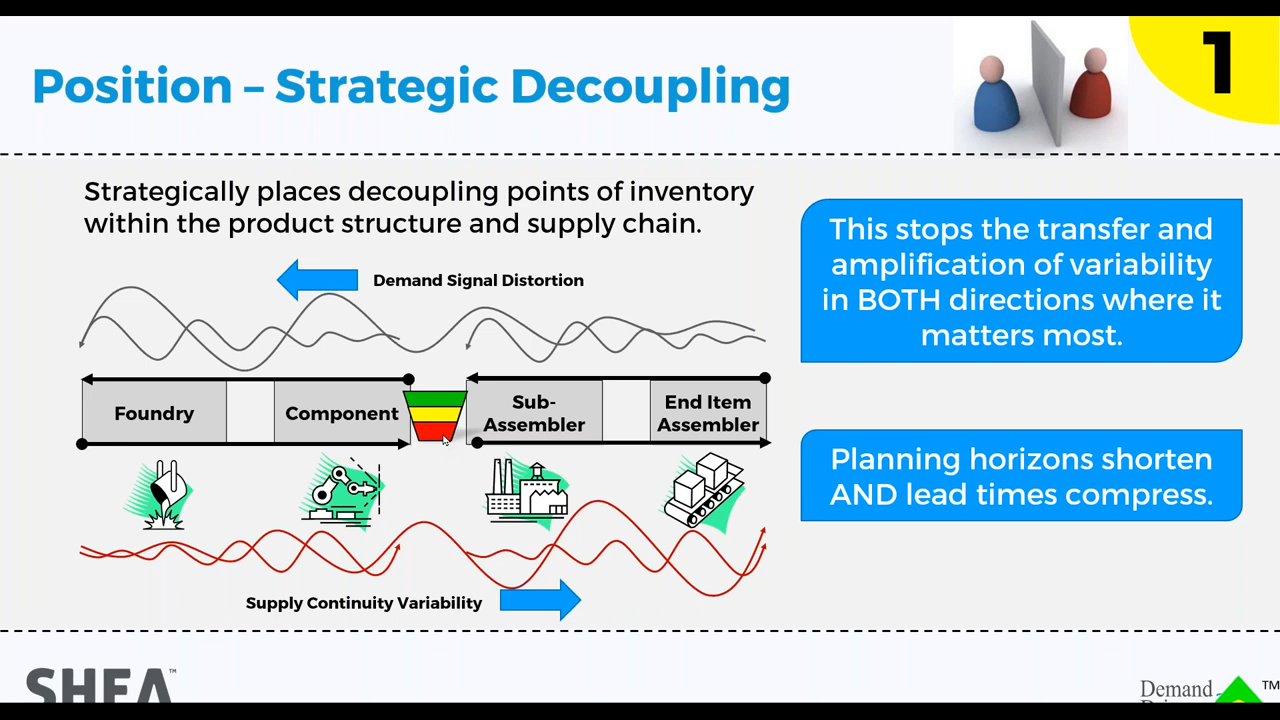 Position – Strategic Decoupling
1
Strategically places decoupling points of inventory
within the product structure and supply chain.
Demand Signal Distortion
Foundry
Component
Sub-
Assembler
End Item
Assembler
Supply Continuity Variability
This stops the transfer and
amplification of variability
in BOTH directions where it
matters most.
Planning horizons shorten
AND lead times compress.
SHEA™
Demand
TM